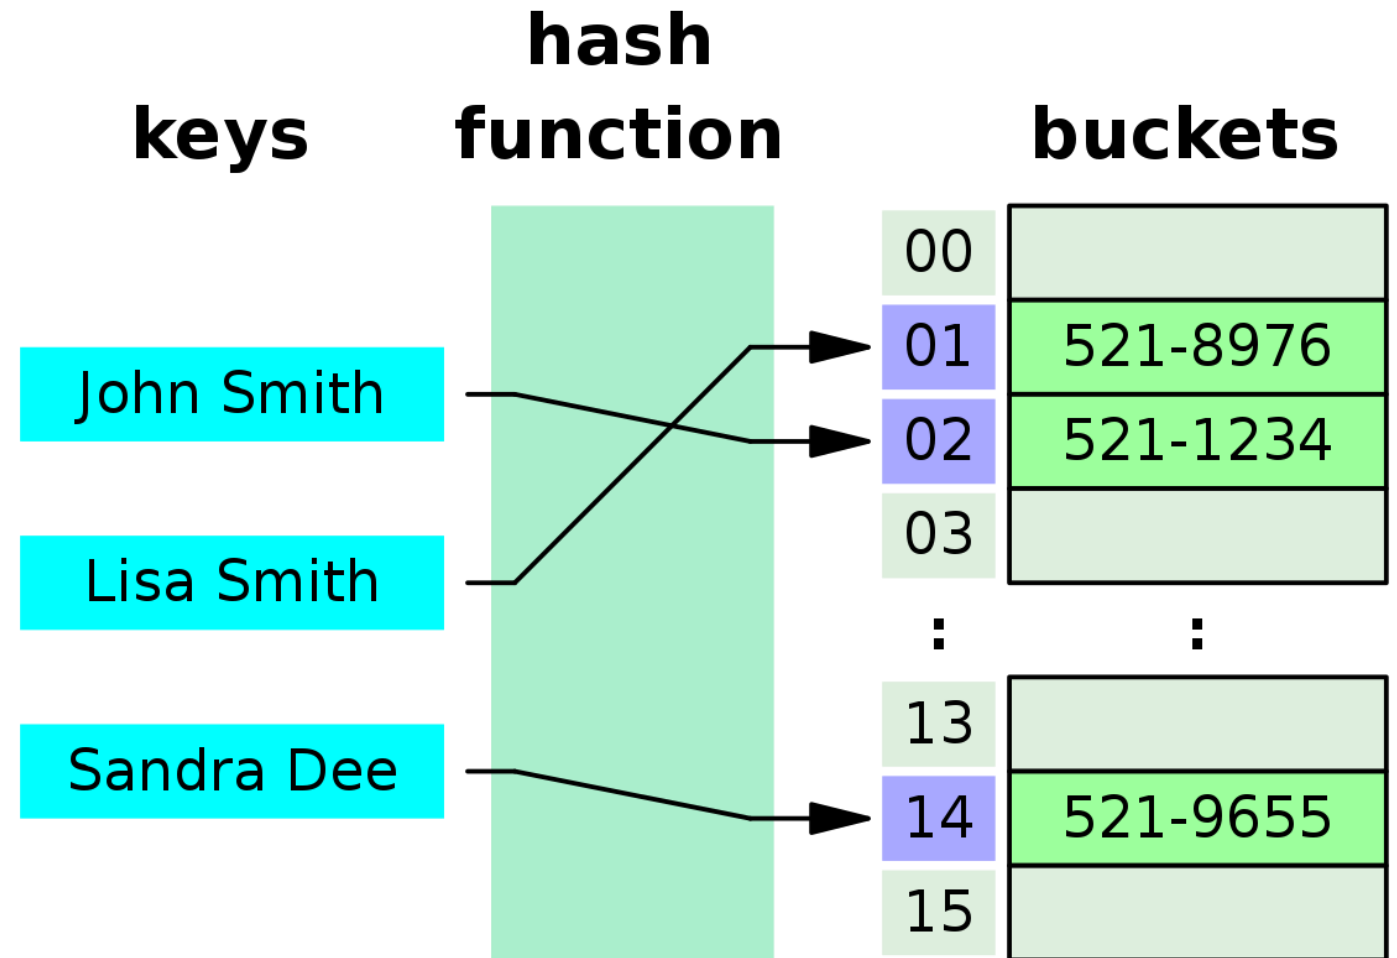 hash
keys function buckets
00
01 521-8976
John Smith
02 521-1234
03
Lisa Smith
: :
13
Sandra Dee
14 521-9655
15